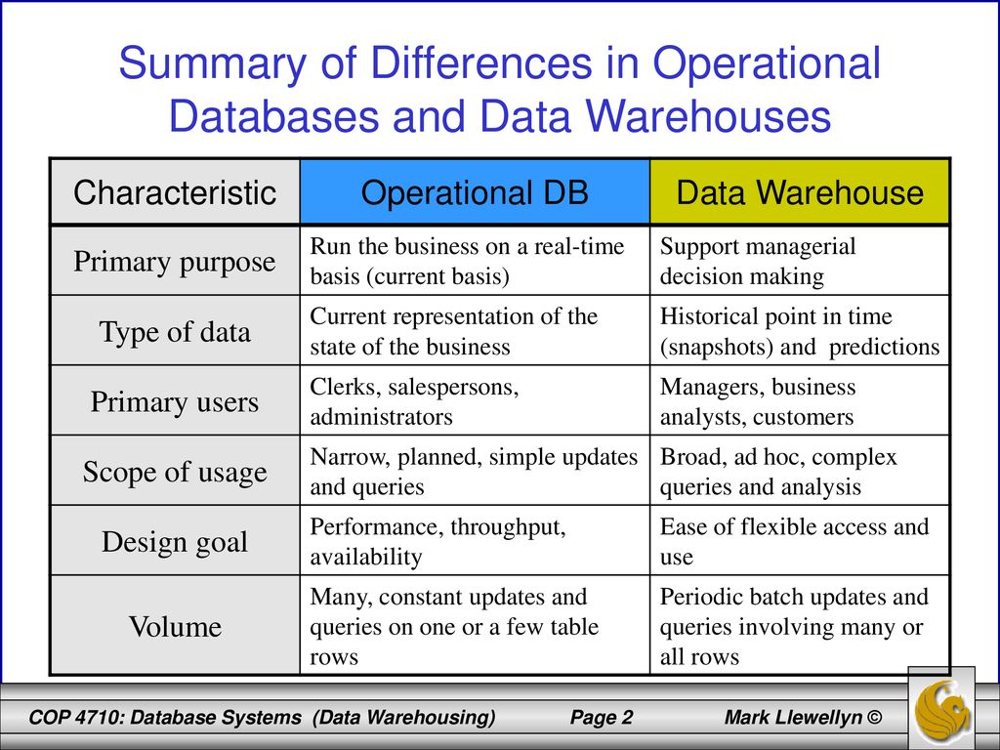 Summary of Differences in Operational
Databases and Data Warehouses
Characteristic Operational DB Data Warehouse
Primary purpose
Run the business on a real-time
basis (current basis)
Support managerial
decision making
Type of data
Current representation of the
state of the business
Historical point in time
(snapshots) and predictions
Primary users
Clerks, salespersons,
administrators
Managers, business
analysts, customers
Scope of usage
Narrow, planned, simple updates
and queries
Broad, ad hoc, complex
queries and analysis
Design goal
Performance, throughput,
availability
Ease of flexible access and
use
Volume
Many, constant updates and
queries on one or a few table
rows
Periodic batch updates and
queries involving many or
all rows
COP 4710: Database Systems (Data Warehousing) Page 2 Mark Llewellyn ©